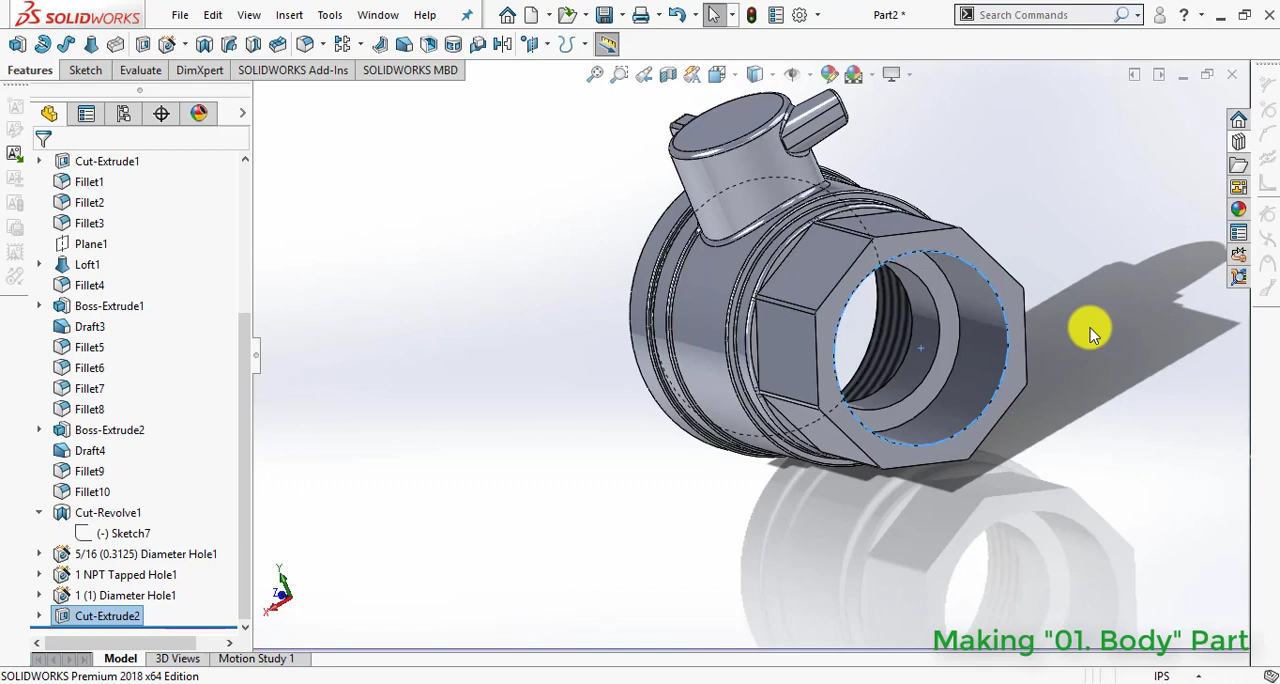 SOLIDWORKS
File
Edit
View
Insert
Tools
Window
Help
Part2 *
Search Commands
?
Features
Sketch
Evaluate
DimXpert
SOLIDWORKS Add-Ins
SOLIDWORKS MBD
Cut-Extrude1
Fillet1
Fillet2
Fillet3
Plane1
Loft1
Fillet4
Boss-Extrude1
Draft3
Fillet5
Fillet6
Fillet7
Fillet8
Boss-Extrude2
Draft4
Fillet9
Fillet10
Cut-Revolve1
(-) Sketch7
5/16 (0.3125) Diameter Hole1
1 NPT Tapped Hole1
1 (1) Diameter Hole1
Cut-Extrude2
Y
Z
X
Making "01. Body" Part
Model
3D Views
Motion Study 1
SOLIDWORKS Premium 2018 x64 Edition
IPS